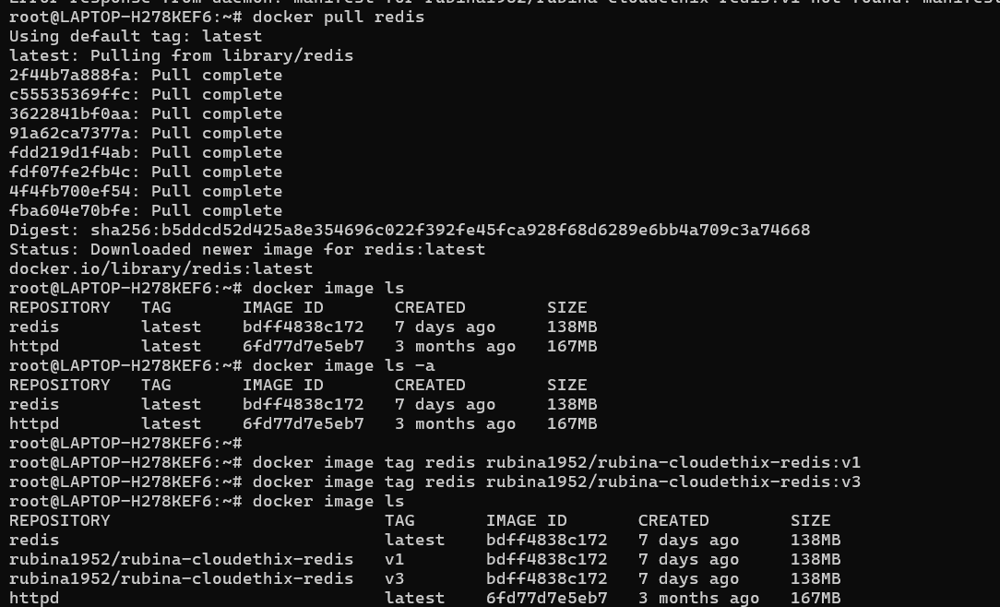 Error response from daemon: manifest for rubina1952/rubina-cloudethix-redis:v1 not found: manifest
root@LAPTOP-H278KEF6:~# docker pull redis
Using default tag: latest
latest: Pulling from library/redis
2f44b7a888fa: Pull complete
c55535369ffc: Pull complete
3622841bf0aa: Pull complete
91a62ca7377a: Pull complete
fdd219d1f4ab: Pull complete
fdf07fe2fb4c: Pull complete
4f4fb700ef54: Pull complete
fba604e70bfe: Pull complete
Digest: sha256:b5ddcd52d425a8e354696c022f392fe45fca928f68d6289e6bb4a709c3a74668
Status: Downloaded newer image for redis:latest
docker.io/library/redis:latest
root@LAPTOP-H278KEF6:~# docker image ls
REPOSITORY   TAG       IMAGE ID       CREATED        SIZE
redis        latest    bdff4838c172   7 days ago     138MB
httpd        latest    6fd77d7e5eb7   3 months ago   167MB
root@LAPTOP-H278KEF6:~# docker image ls -a
REPOSITORY   TAG       IMAGE ID       CREATED        SIZE
redis        latest    bdff4838c172   7 days ago     138MB
httpd        latest    6fd77d7e5eb7   3 months ago   167MB
root@LAPTOP-H278KEF6:~#
root@LAPTOP-H278KEF6:~# docker image tag redis rubina1952/rubina-cloudethix-redis:v1
root@LAPTOP-H278KEF6:~# docker image tag redis rubina1952/rubina-cloudethix-redis:v3
root@LAPTOP-H278KEF6:~# docker image ls
REPOSITORY                           TAG       IMAGE ID       CREATED        SIZE
redis                                latest    bdff4838c172   7 days ago     138MB
rubina1952/rubina-cloudethix-redis   v1        bdff4838c172   7 days ago     138MB
rubina1952/rubina-cloudethix-redis   v3        bdff4838c172   7 days ago     138MB
httpd                                latest    6fd77d7e5eb7   3 months ago   167MB